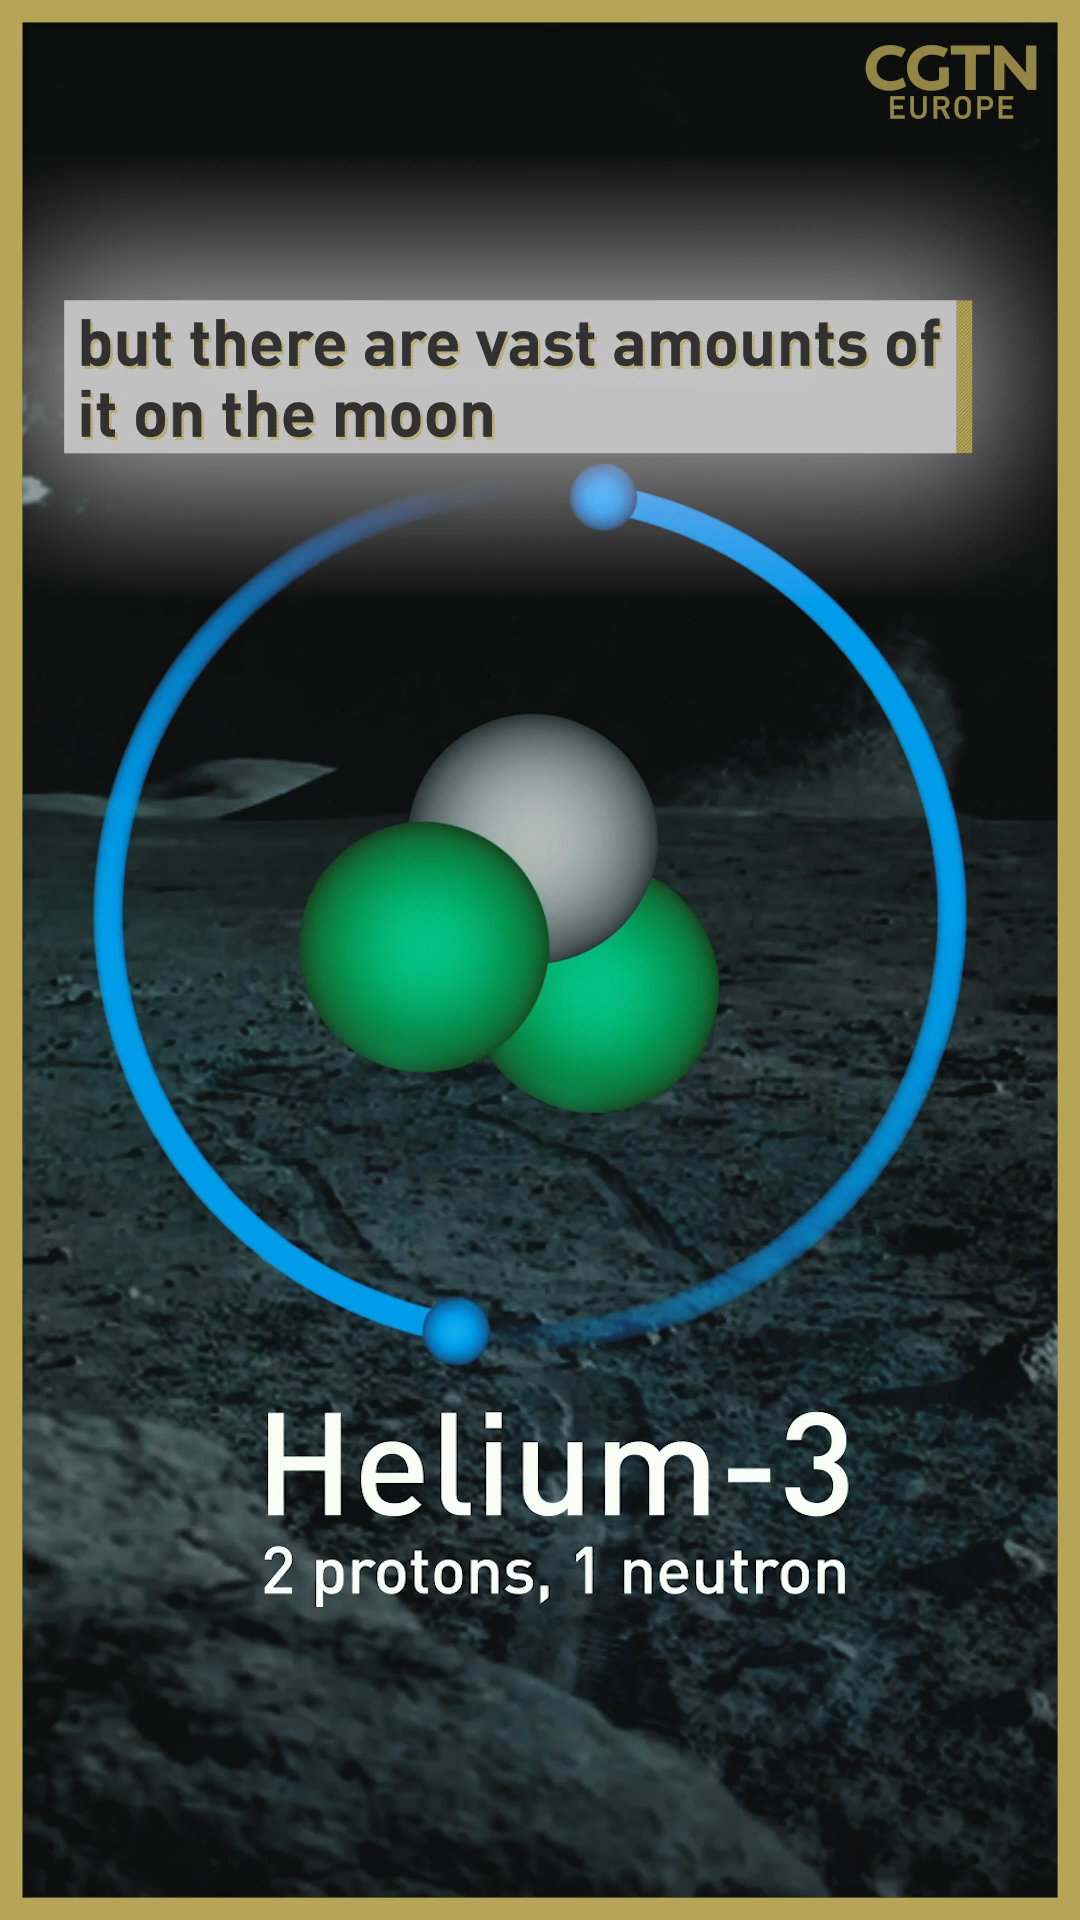 CGTN
EUROPE
but there are vast amounts of
it on the moon
Helium-3
2 protons, 1 neutron